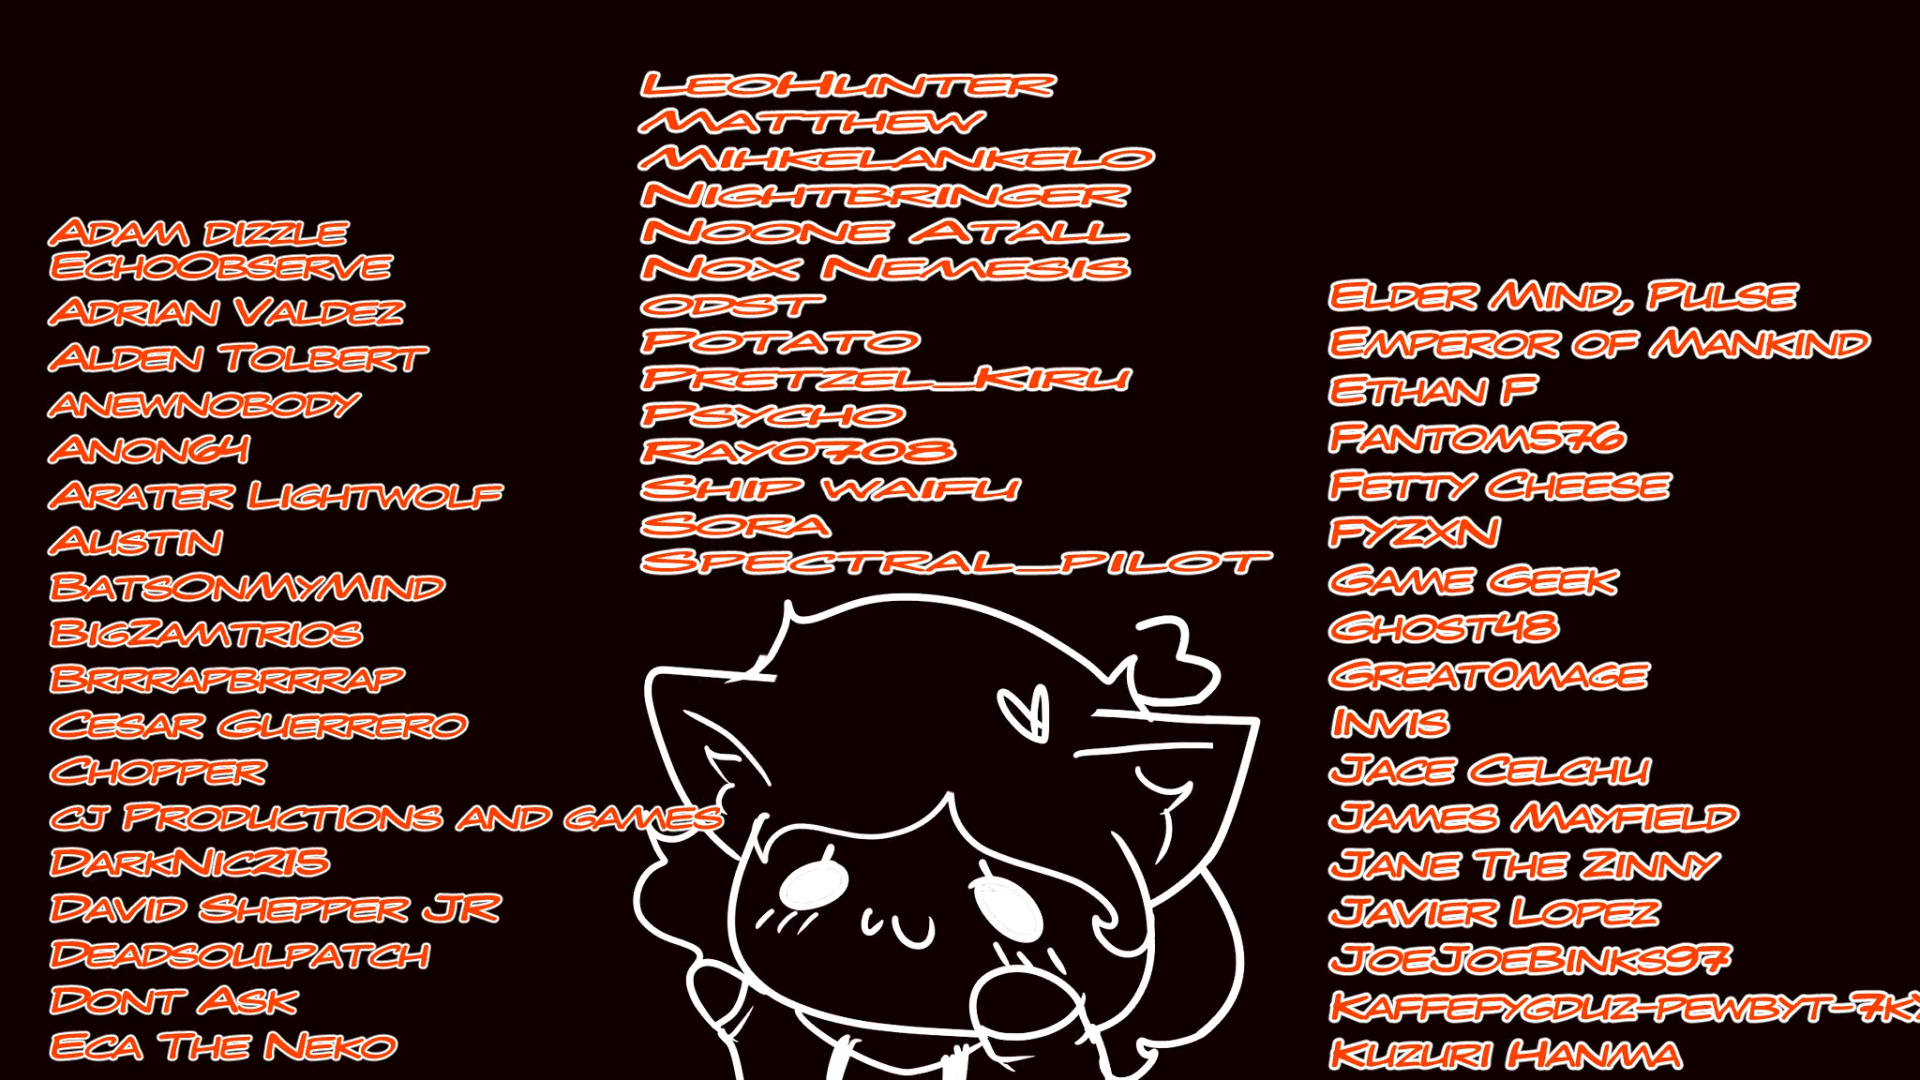 Adam dizzle
EchoObserve
Adrian Valdez
Alden Tolbert
anewnobody
Anon64
Arater Lightwolf
Austin
BatsOnMyMind
BigZamtrios
Brrrapbrrrap
Cesar Guerrero
Chopper
cj Productions and games
DarkNic215
David Shepper JR
Deadsoulpatch
Dont Ask
Eca The Neko
LeoHunter
Matthew
Mihkelankelo
Nightbringer
Noone Atall
Nox Nemesis
odst
Potato
Pretzel_Kiru
Psycho
Ray0708
Ship waifu
Sora
Spectral_pilot
Elder Mind, Pulse
Emperor of Mankind
Ethan F
Fantom576
Fetty Cheese
fyzxN
Game Geek
Ghost48
Great0mage
Invis
Jace Celchu
James Mayfield
Jane The Zinny
Javier Lopez
JoeJoeBinks97
Kaffefygduz-pewbyt-7k
Kuzuri Hanma